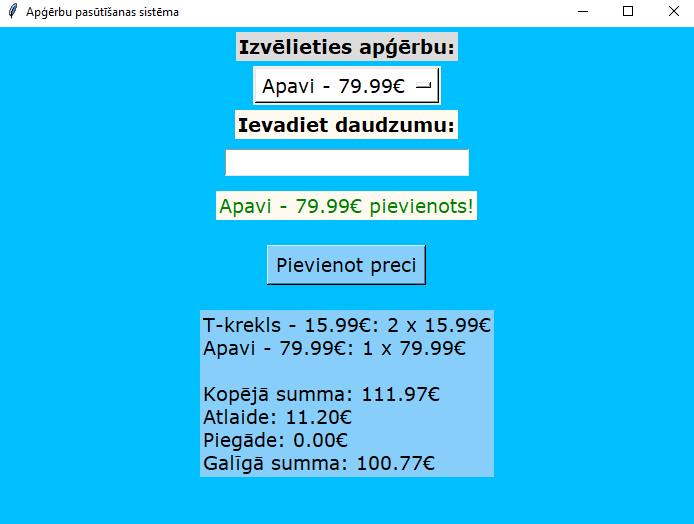 Apģērbu pasūtīšanas sistēma
Izvēlieties apģērbu:
Apavi - 79.99€
Ievadiet daudzumu:
Apavi - 79.99€ pievienots!
Pievienot preci
T-krekls - 15.99€: 2 x 15.99€
Apavi - 79.99€: 1 x 79.99€
Kopējā summa: 111.97€
Atlaide: 11.20€
Piegāde: 0.00€
Galīgā summa: 100.77€